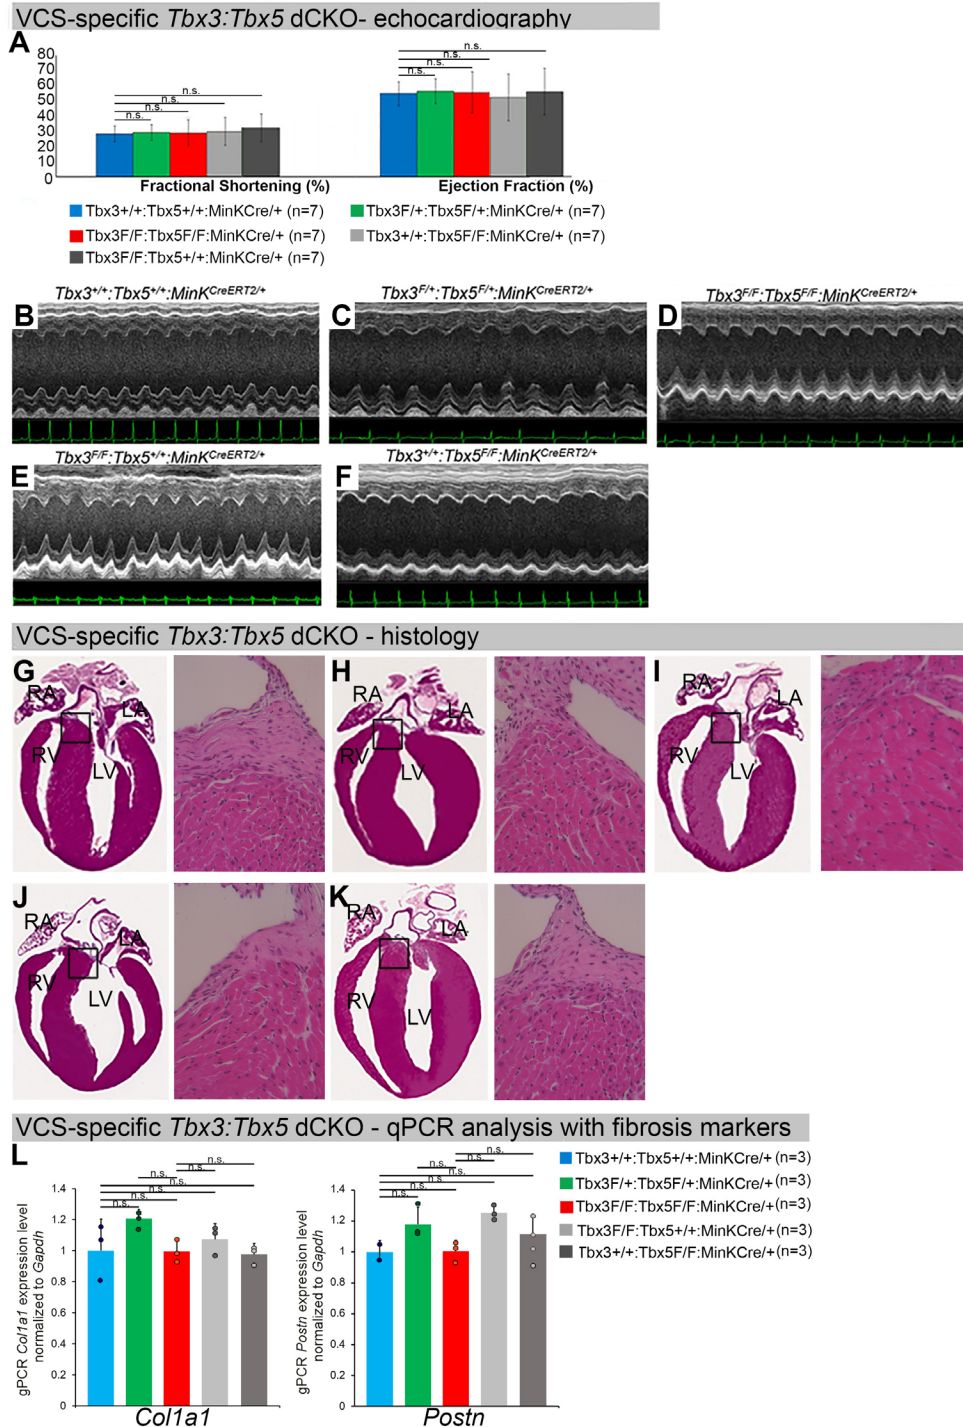 VCS-specific Tbx3:Tbx5 dCKO- echocardiography
A
80
70
60
50
40
30
20
10
0
n.s.
n.s.
n.s.
n.s.
n.s.
n.s.
n.s.
n.s.
Fractional Shortening (%)
Ejection Fraction (%)
Tbx3+/+:Tbx5+/+:MinKCre/+ (n=7)
Tbx3F/+:Tbx5F/+:MinKCre/+ (n=7)
Tbx3F/F:Tbx5F/F:MinKCre/+ (n=7)
Tbx3+/+:Tbx5F/F:MinKCre/+ (n=7)
Tbx3F/F:Tbx5+/+:MinKCre/+ (n=7)
Tbx3+/+:Tbx5+/+:MinKCreERT2/+
Tbx3F/+:Tbx5F/+:MinKCreERT2/+
Tbx3F/F:Tbx5F/F:MinKCreERT2/+
B
C
D
Tbx3F/F:Tbx5+/+:MinKCreERT2/+
Tbx3+/+:Tbx5F/F:MinKCreERT2/+
E
F
VCS-specific Tbx3:Tbx5 dCKO - histology
G
RA
LA
RV
LV
H
RA
LA
RV
LV
I
RA
LA
RV
LV
J
RA
LA
RV
LV
K
RA
LA
RV
LV
VCS-specific Tbx3:Tbx5 dCKO - qPCR analysis with fibrosis markers
L
n.s.
n.s.
n.s.
n.s.
n.s.
n.s.
n.s.
1.4
1.2
1
0.8
0.6
0.4
0.2
0
gPCR Col1a1 expression level
normalized to Gapdh
Col1a1
n.s.
n.s.
n.s.
n.s.
n.s.
n.s.
n.s.
1.4
1.2
1
0.8
0.6
0.4
0.2
0
gPCR Postn expression level
normalized to Gapdh
Postn
Tbx3+/+:Tbx5+/+:MinKCre/+ (n=3)
Tbx3F/+:Tbx5F/+:MinKCre/+ (n=3)
Tbx3F/F:Tbx5F/F:MinKCre/+ (n=3)
Tbx3F/F:Tbx5+/+:MinKCre/+ (n=3)
Tbx3+/+:Tbx5F/F:MinKCre/+ (n=3)